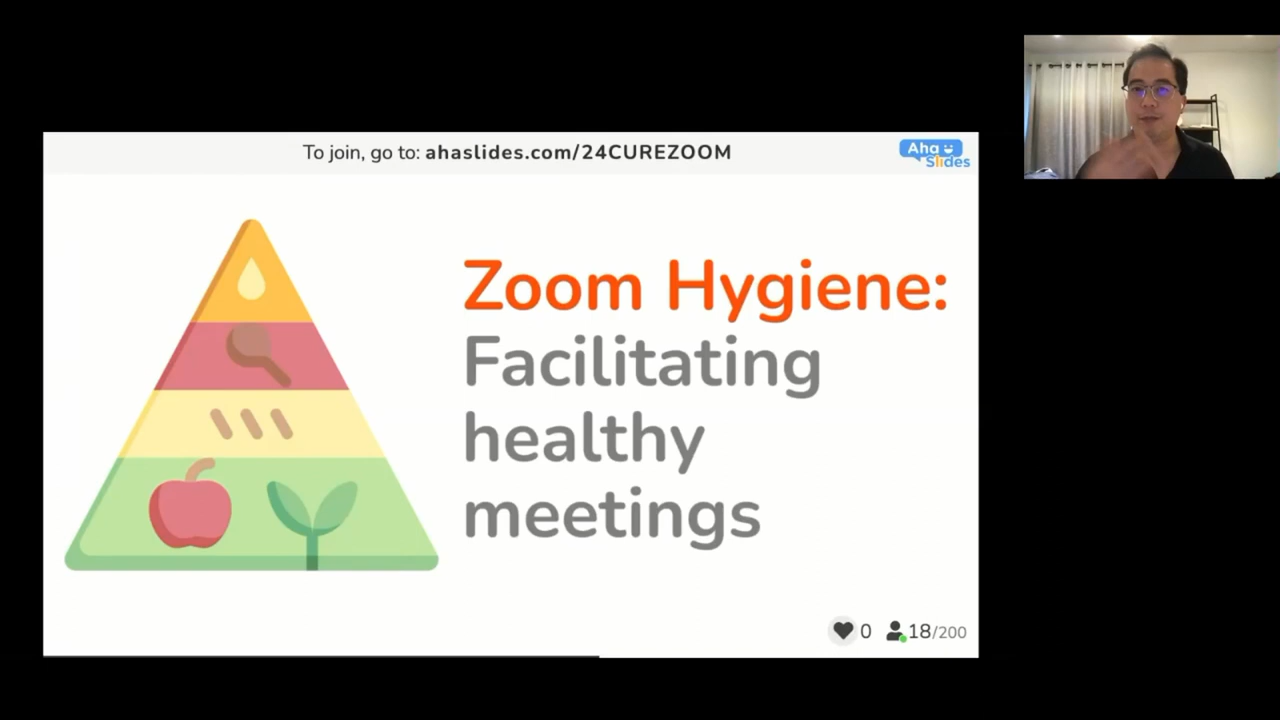 To join, go to: ahaslides.com/24CUREZOOM
Aha
Slides
Zoom Hygiene:
Facilitating
healthy
meetings
0 18/200